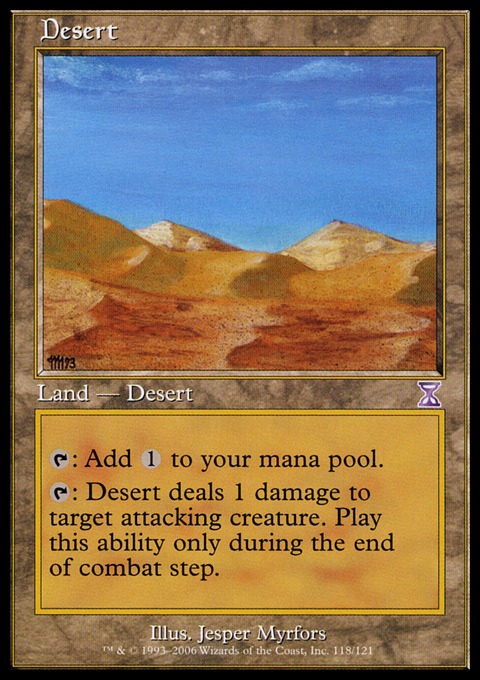 Desert
Land — Desert
: Add 1 to your mana pool.
: Desert deals 1 damage to
target attacking creature. Play
this ability only during the end
of combat step.
Illus. Jesper Myrfors
™ & © 1993–2006 Wizards of the Coast, Inc. 118/121